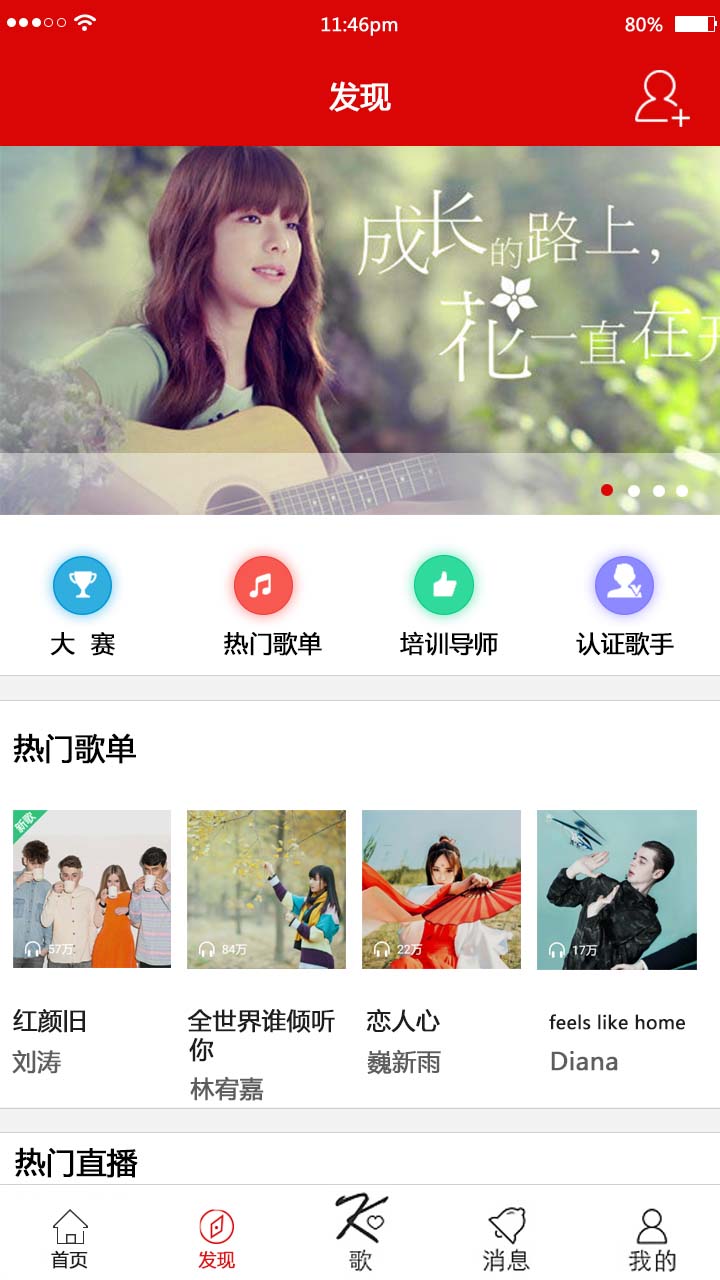 11:46pm
80%
发现
成长的路上，
花一直在开
大 赛
热门歌单
培训导师
认证歌手
热门歌单
新歌
57万
84万
22万
17万
红颜旧
刘涛
全世界谁倾听
你
林宥嘉
恋人心
巍新雨
feels like home
Diana
热门直播
首页
发现
K
歌
消息
我的